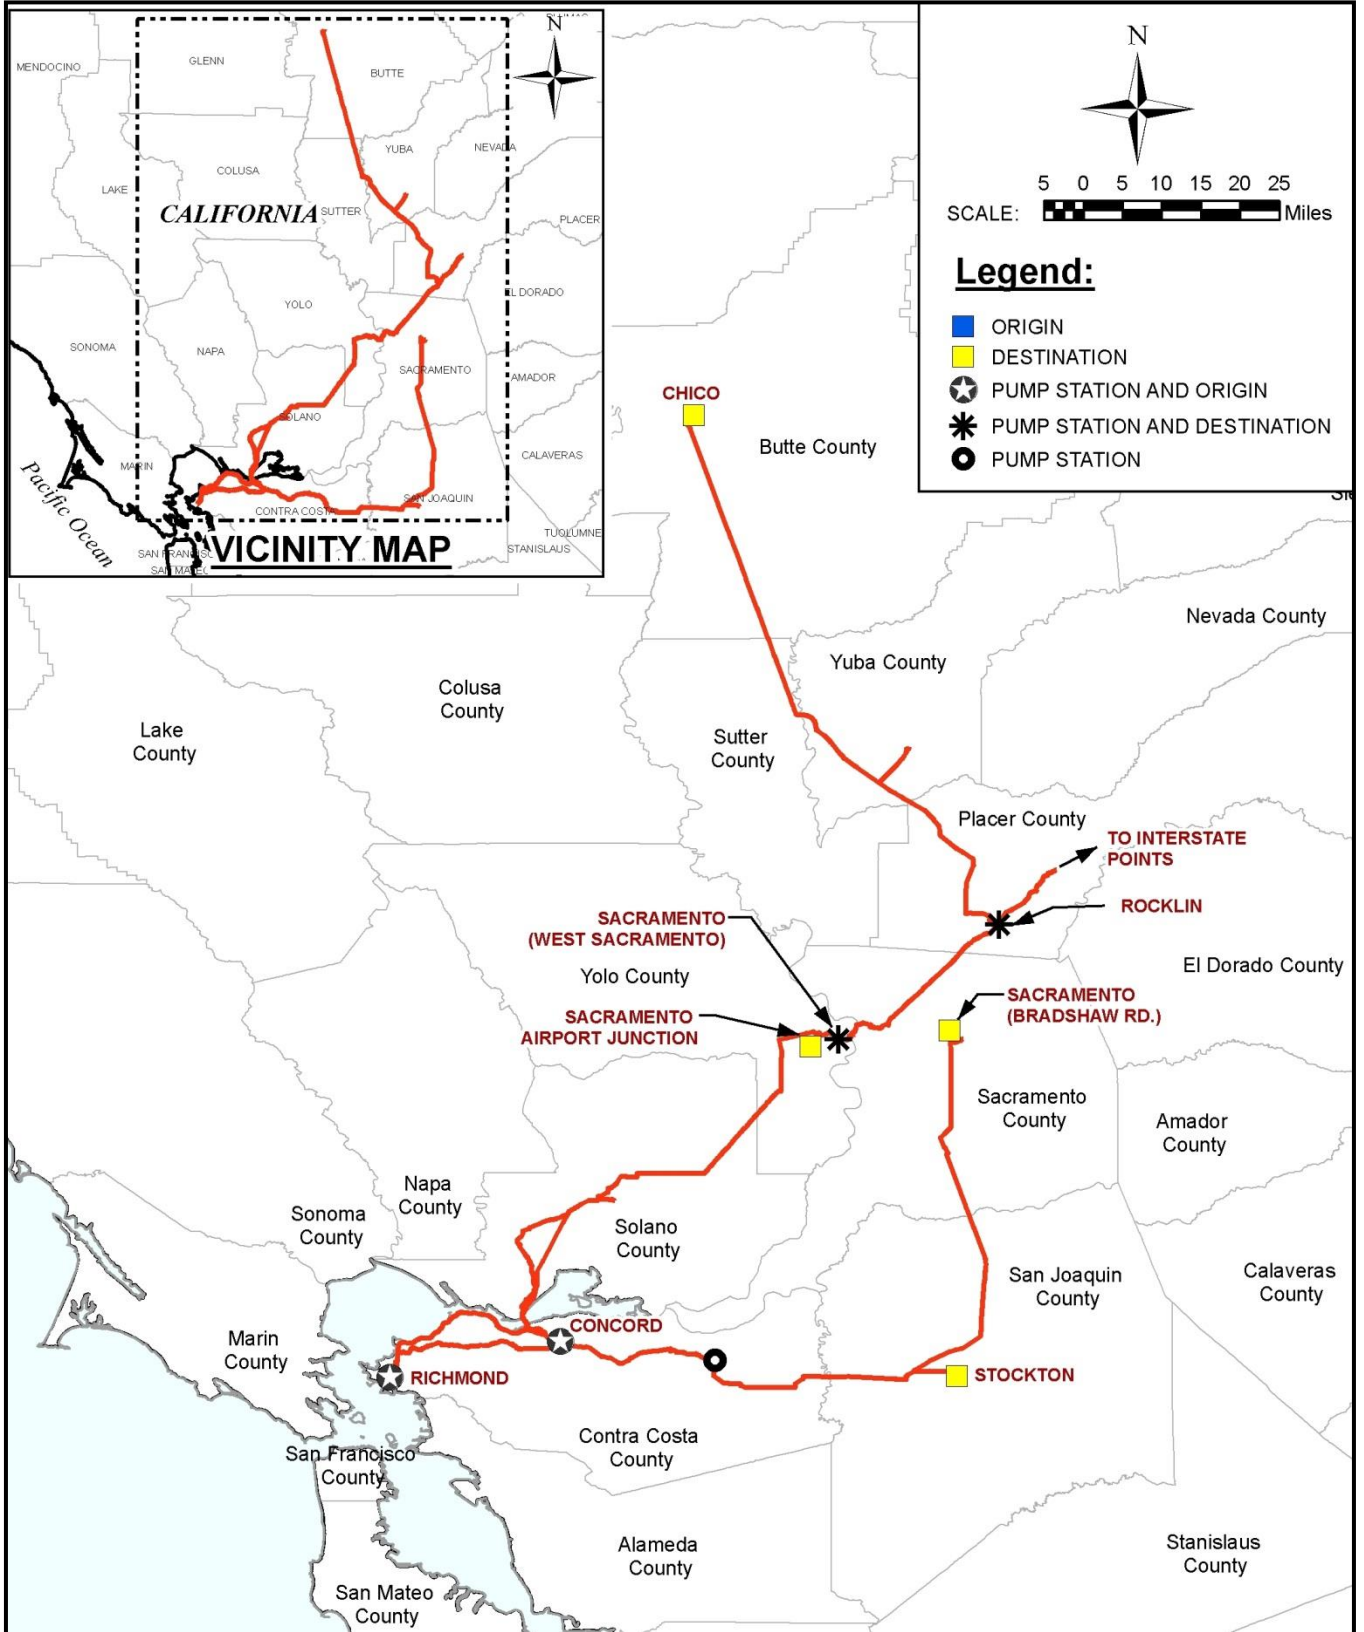 N
MENDOCINO
GLENN
BUTTE
COLUSA
YUBA
NEVADA
LAKE
CALIFORNIA
SUTTER
PLACER
EL DORADO
YOLO
SONOMA
NAPA
SACRAMENTO
AMADOR
SOLANO
CALAVERAS
MARIN
Pacific Ocean
SAN JOAQUIN
CONTRA COSTA
TUOLUMNE
SAN FRANCISC
STANISLAUS
VICINITY MAP
N
5 0 5 10 15 20 25
SCALE: Miles
Legend:
ORIGIN
DESTINATION
PUMP STATION AND ORIGIN
PUMP STATION AND DESTINATION
PUMP STATION
CHICO
Butte County
Nevada County
Yuba County
Colusa
County
Lake
County
Sutter
County
Placer County
TO INTERSTATE
POINTS
ROCKLIN
SACRAMENTO
(WEST SACRAMENTO)
Yolo County
El Dorado County
SACRAMENTO
(BRADSHAW RD.)
SACRAMENTO
AIRPORT JUNCTION
Sacramento
County
Amador
County
Napa
County
Sonoma
County
Solano
County
San Joaquin
County
Calaveras
County
Marin
County
CONCORD
RICHMOND
STOCKTON
Contra Costa
County
San Francisco
County
Alameda
County
Stanislaus
County
San Mateo
County